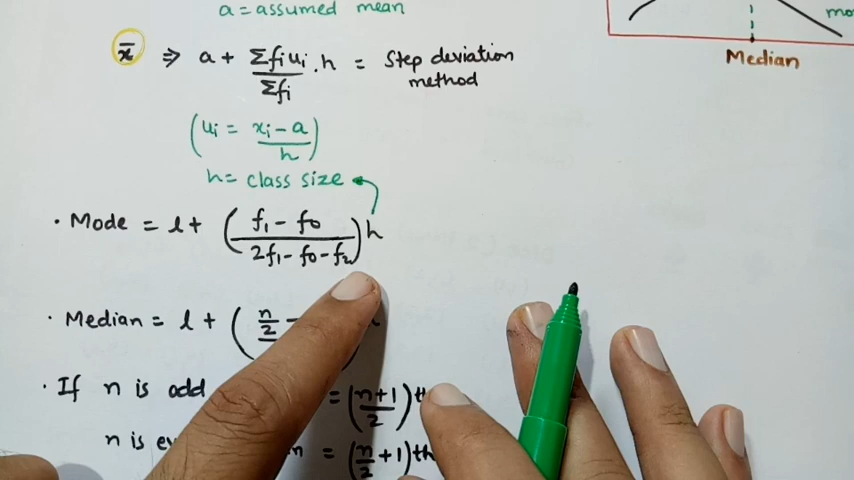 a = assumed mean
x̄ ⇒ a + Σfiui/Σfi . h = Step deviation method
(ui = xi - a / h)
h = class size
• Mode = l + (f1 - f0 / 2f1 - f0 - f2) h
• Median = l + (n/2 -
• If n is odd = (n+1/2)th
n is = (n/2 + 1)th
Median